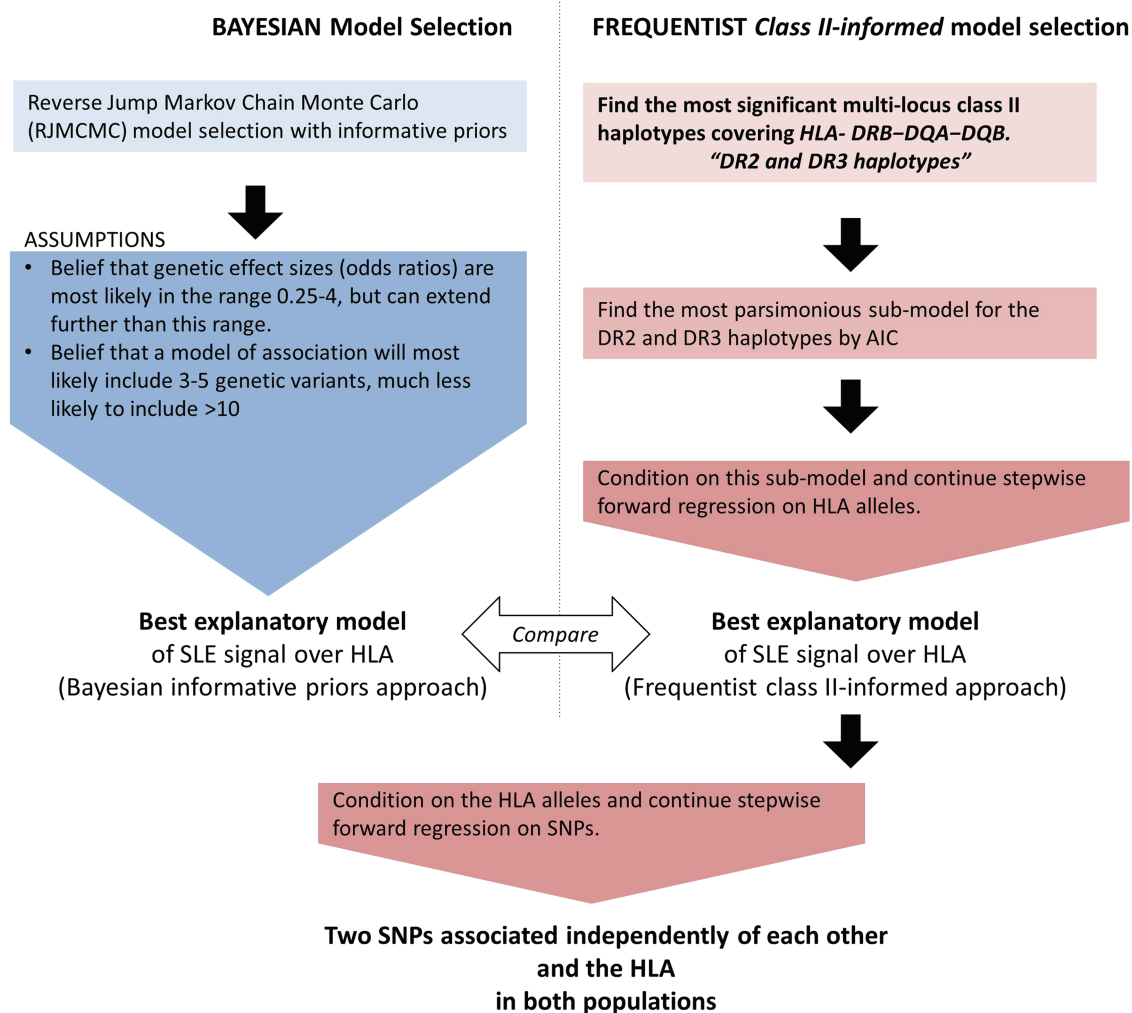 BAYESIAN Model Selection
Reverse Jump Markov Chain Monte Carlo
(RJMCMC) model selection with informative priors
ASSUMPTIONS
• Belief that genetic effect sizes (odds ratios) are
most likely in the range 0.25-4, but can extend
further than this range.
• Belief that a model of association will most
likely include 3-5 genetic variants, much less
likely to include >10
Best explanatory model
of SLE signal over HLA
(Bayesian informative priors approach)
Compare
FREQUENTIST Class II-informed model selection
Find the most significant multi-locus class II
haplotypes covering HLA- DRB−DQA−DQB.
“DR2 and DR3 haplotypes”
Find the most parsimonious sub-model for the
DR2 and DR3 haplotypes by AIC
Condition on this sub-model and continue stepwise
forward regression on HLA alleles.
Best explanatory model
of SLE signal over HLA
(Frequentist class II-informed approach)
Condition on the HLA alleles and continue stepwise
forward regression on SNPs.
Two SNPs associated independently of each other
and the HLA
in both populations